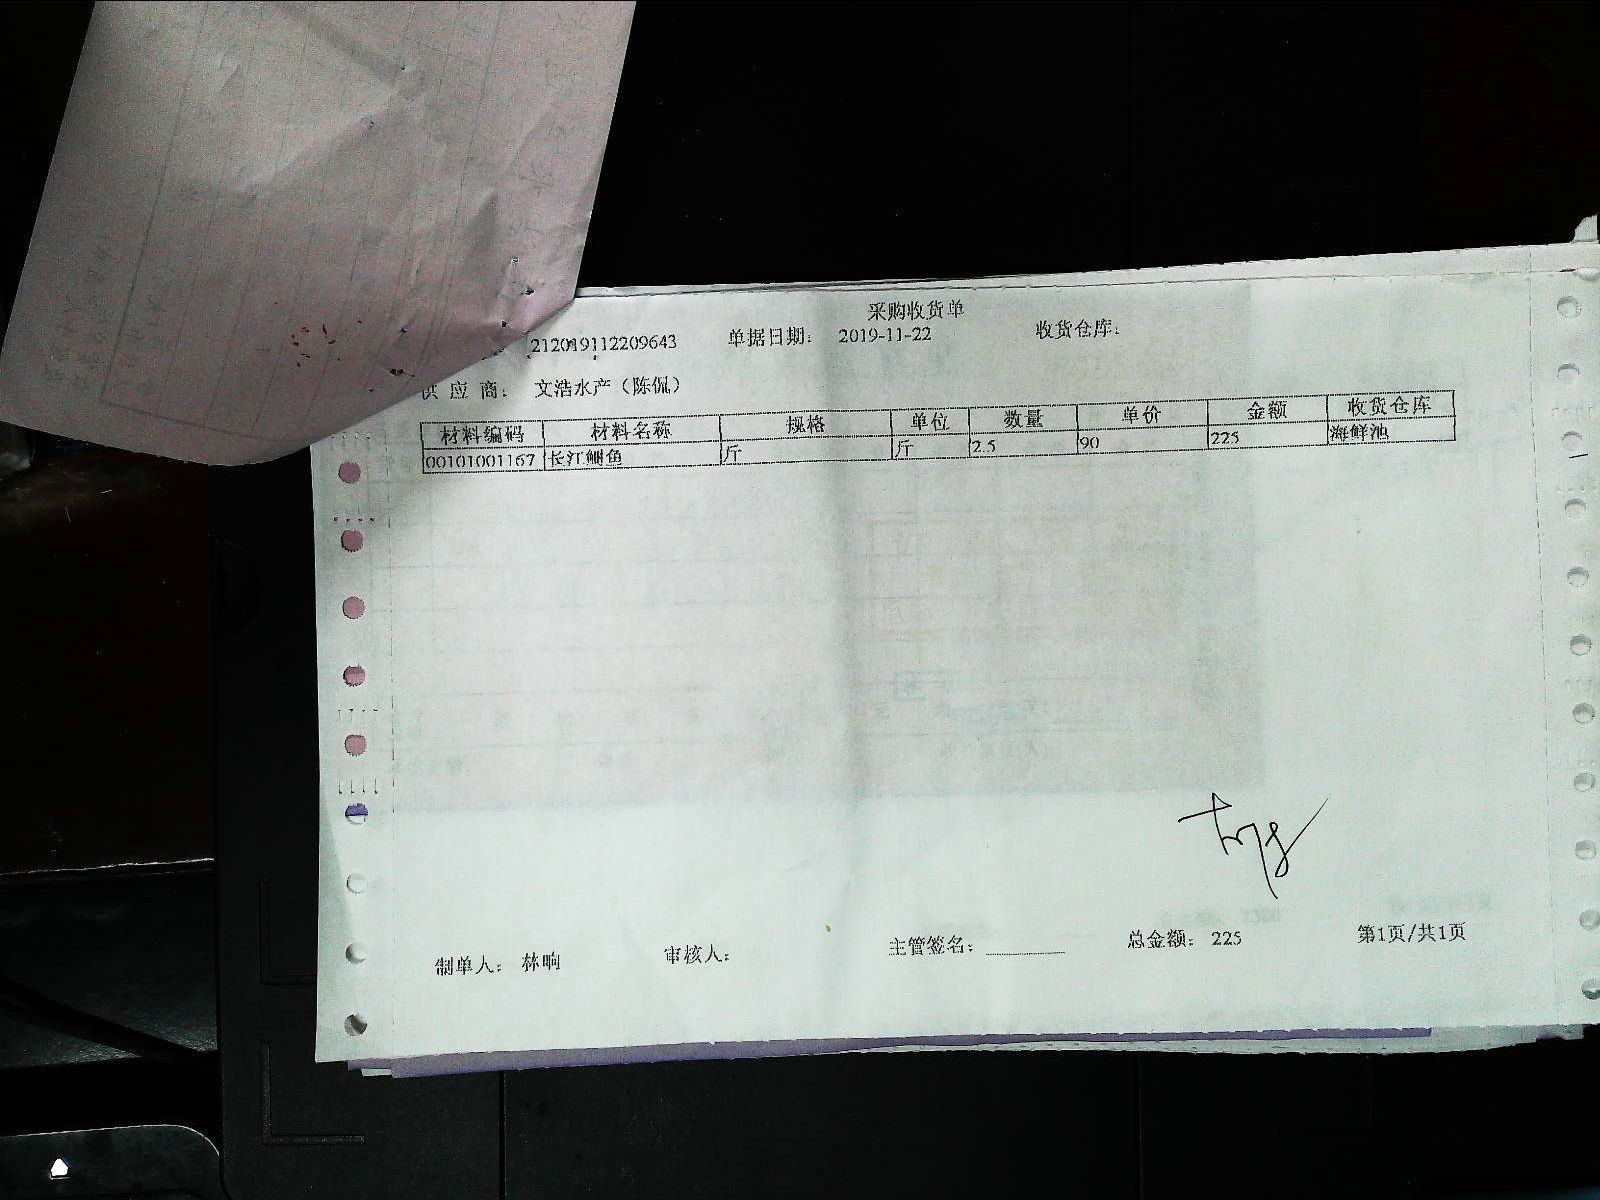 采购收货单
212019112209643 单据日期： 2019-11-22 收货仓库：
供 应 商： 文浩水产（陈侃）
材料编码 材料名称 规格 单位 数量 单价 金额 收货仓库
00101001167 长江鮰鱼 斤 斤 2.5 90 225 海鲜池
制单人： 林响 审核人： 主管签名： 总金额： 225 第1页/共1页